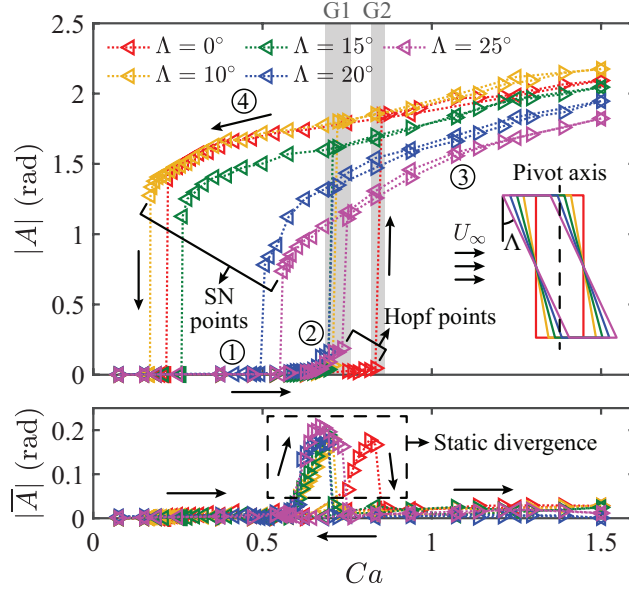 G1 G2
2.5
Λ = 0° Λ = 15° Λ = 25°
Λ = 10° Λ = 20°
2
④
1.5
③
Pivot axis
|A| (rad)
U∞
Λ
1
SN
points
0.5
Hopf points
②
①
0
0.2
Static divergence
|A̅| (rad)
0.1
0
0 0.5 1 1.5
Ca